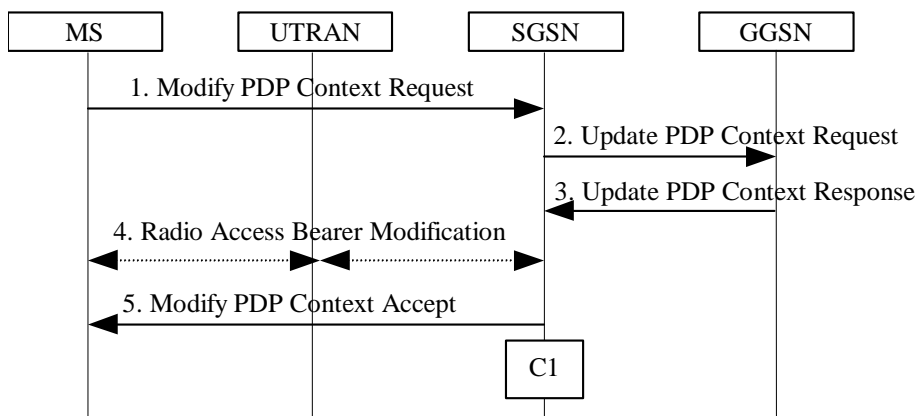 MS UTRAN SGSN GGSN
1. Modify PDP Context Request
2. Update PDP Context Request
3. Update PDP Context Response
4. Radio Access Bearer Modification
5. Modify PDP Context Accept
C1